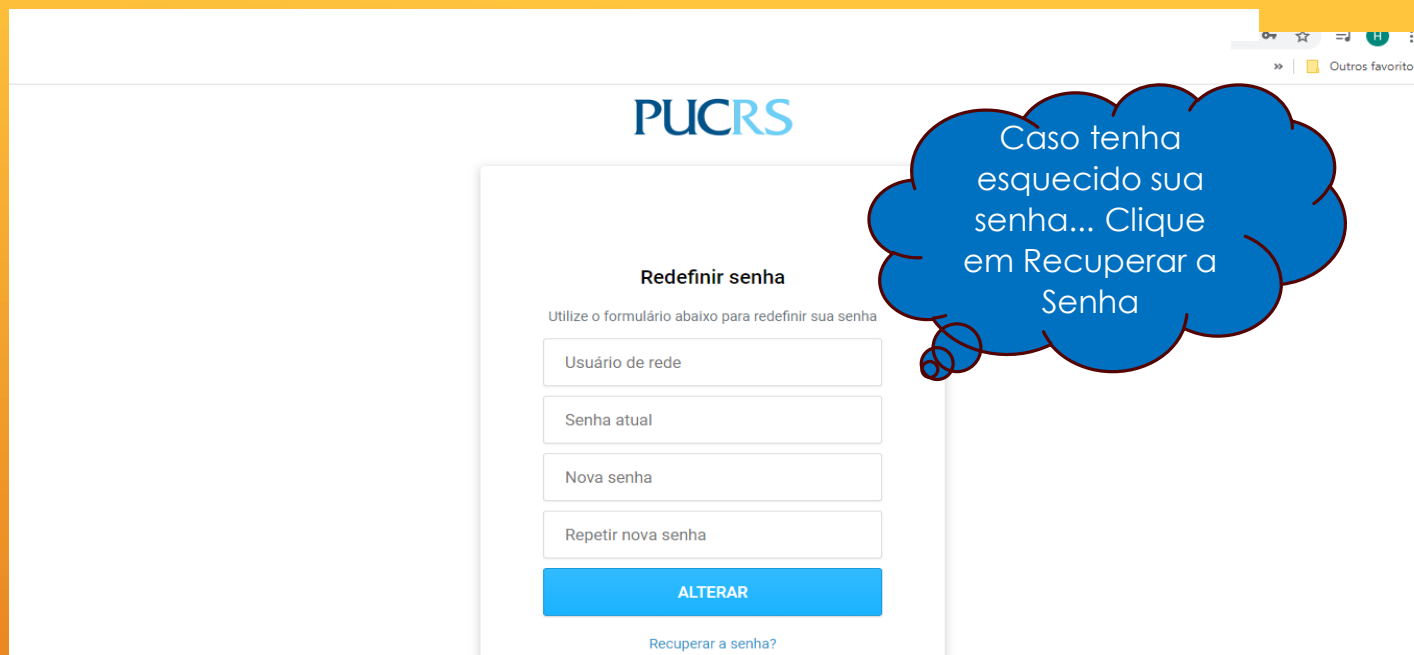 H
»
Outros favorito
PUCRS
Caso tenha
esquecido sua
senha... Clique
em Recuperar a
Senha
Redefinir senha
Utilize o formulário abaixo para redefinir sua senha
Usuário de rede
Senha atual
Nova senha
Repetir nova senha
ALTERAR
Recuperar a senha?